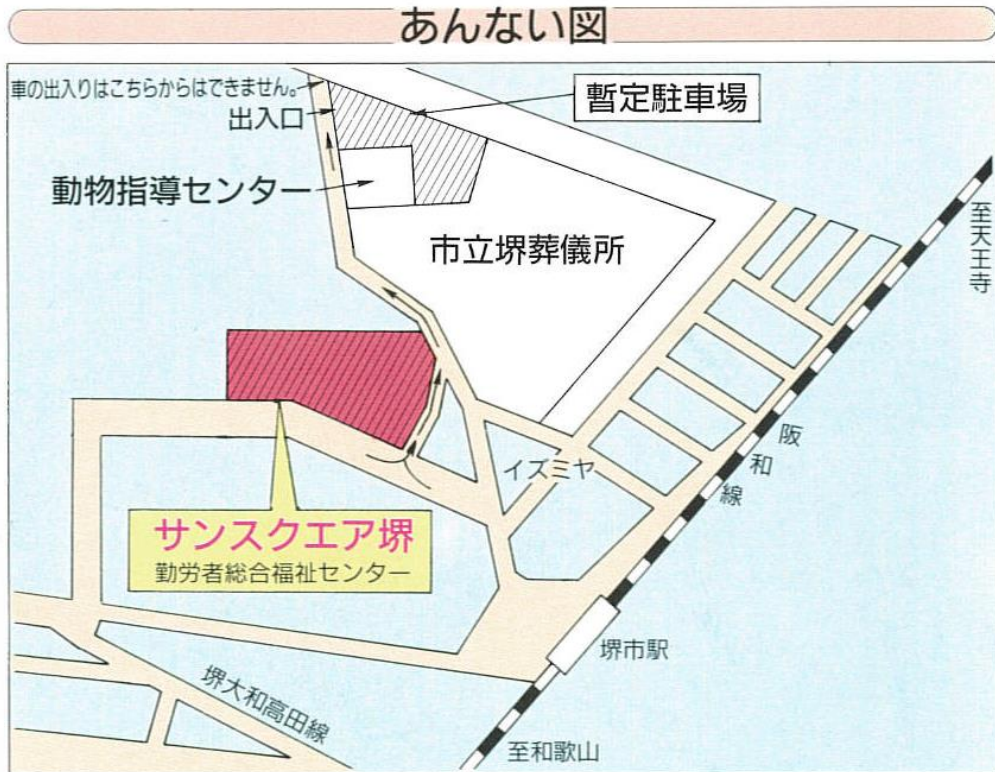 あんない図
車の出入りはこちらからはできません。
出入口
暫定駐車場
動物指導センター
市立堺葬儀所
至天王寺
阪和線
イズミヤ
サンスクエア堺
勤労者総合福祉センター
堺市駅
堺大和高田線
至和歌山